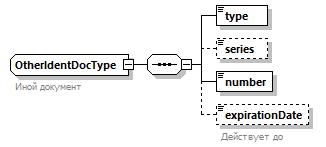 type
series
OtherIdentDocType
Иной документ
number
expirationDate
Действует до